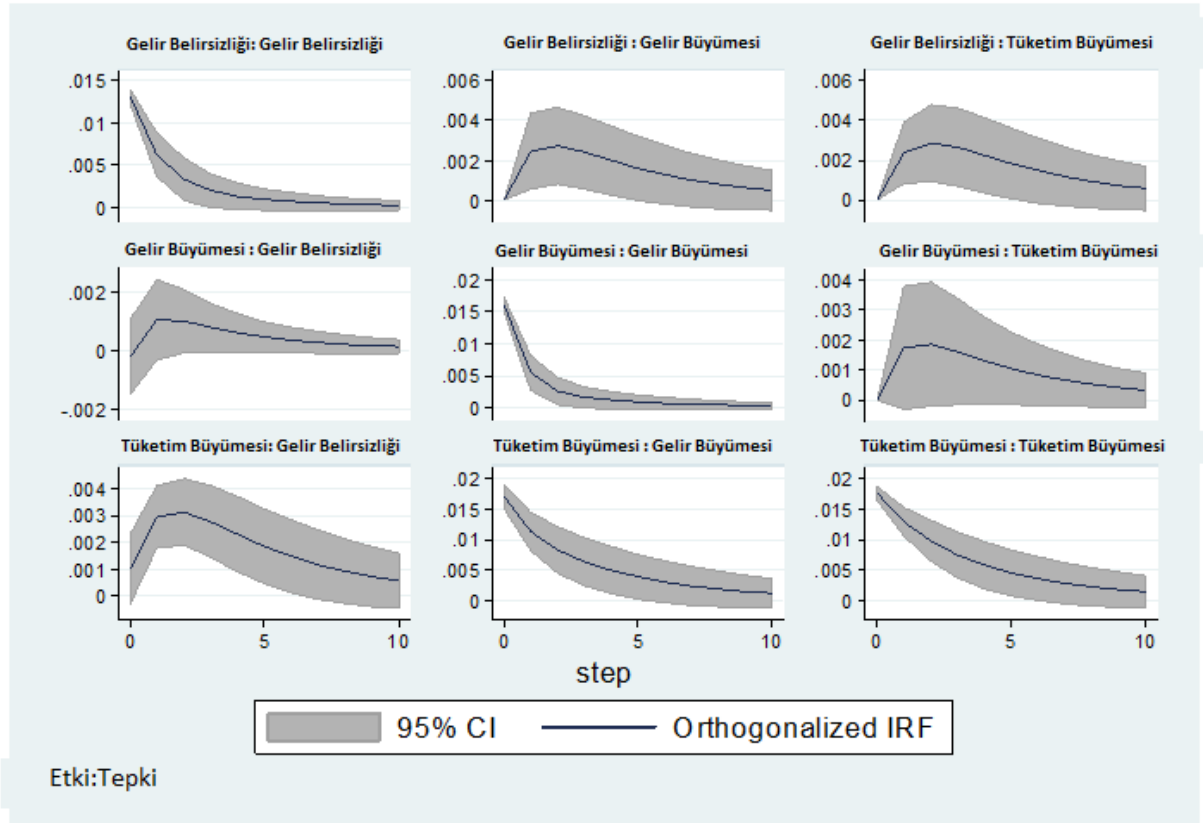 Gelir Belirsizliği: Gelir Belirsizliği
Gelir Belirsizliği : Gelir Büyümesi
Gelir Belirsizliği : Tüketim Büyümesi
.015
.01
.005
0
.006
.004
.002
0
.006
.004
.002
0
Gelir Büyümesi : Gelir Belirsizliği
Gelir Büyümesi : Gelir Büyümesi
Gelir Büyümesi : Tüketim Büyümesi
.002
0
-.002
.02
.015
.01
.005
0
.004
.003
.002
.001
0
Tüketim Büyümesi: Gelir Belirsizliği
Tüketim Büyümesi : Gelir Büyümesi
Tüketim Büyümesi : Tüketim Büyümesi
.004
.003
.002
.001
0
.02
.015
.01
.005
0
.02
.015
.01
.005
0
0 5 10
0 5 10
0 5 10
step
95% CI
Orthogonalized IRF
Etki:Tepki